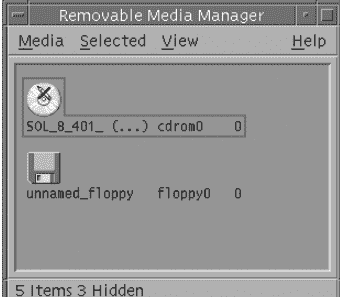 Removable Media Manager
Media Selected View Help
SOL_8_401_ (...) cdrom0 0
unnamed_floppy floppy0 0
5 Items 3 Hidden